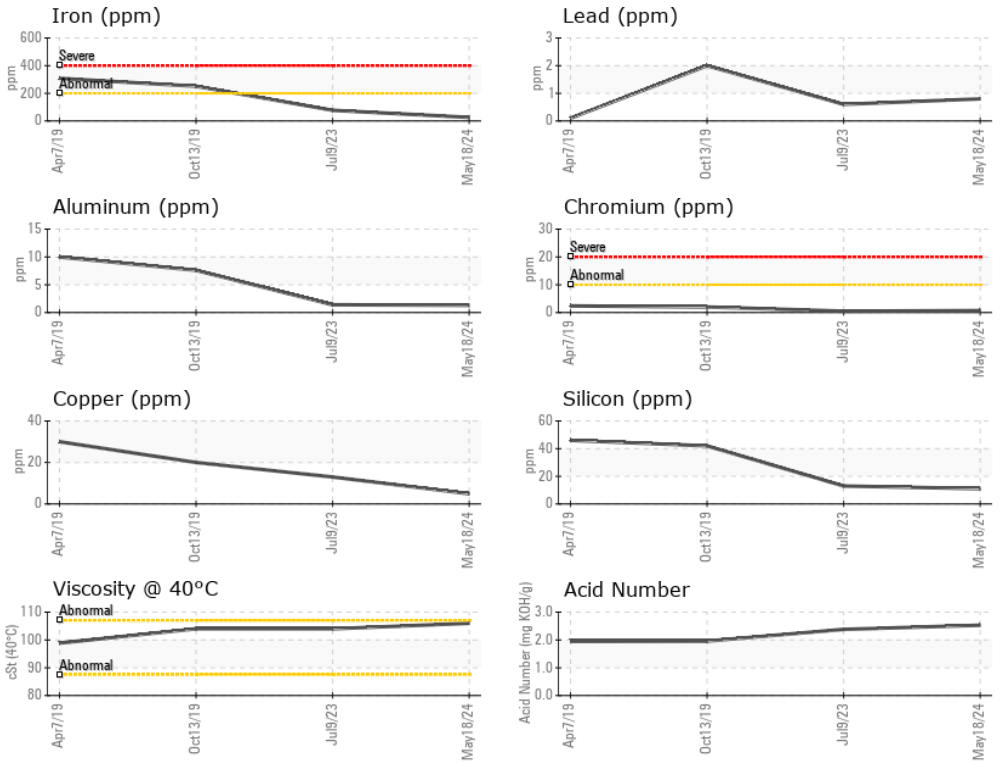 Iron (ppm)
ppm
600
400
200
0
Severe
Abnormal
Apr7/19
Oct13/19
Jul9/23
May18/24
Lead (ppm)
ppm
3
2
1
0
Apr7/19
Oct13/19
Jul9/23
May18/24
Aluminum (ppm)
ppm
15
10
5
0
Apr7/19
Oct13/19
Jul9/23
May18/24
Chromium (ppm)
ppm
30
20
10
0
Severe
Abnormal
Apr7/19
Oct13/19
Jul9/23
May18/24
Copper (ppm)
ppm
40
20
0
Apr7/19
Oct13/19
Jul9/23
May18/24
Silicon (ppm)
ppm
60
40
20
0
Apr7/19
Oct13/19
Jul9/23
May18/24
Viscosity @ 40°C
cSt (40°C)
110
100
90
80
Abnormal
Abnormal
Apr7/19
Oct13/19
Jul9/23
May18/24
Acid Number
Acid Number (mg KOH/g)
3.0
2.0
1.0
0.0
Apr7/19
Oct13/19
Jul9/23
May18/24